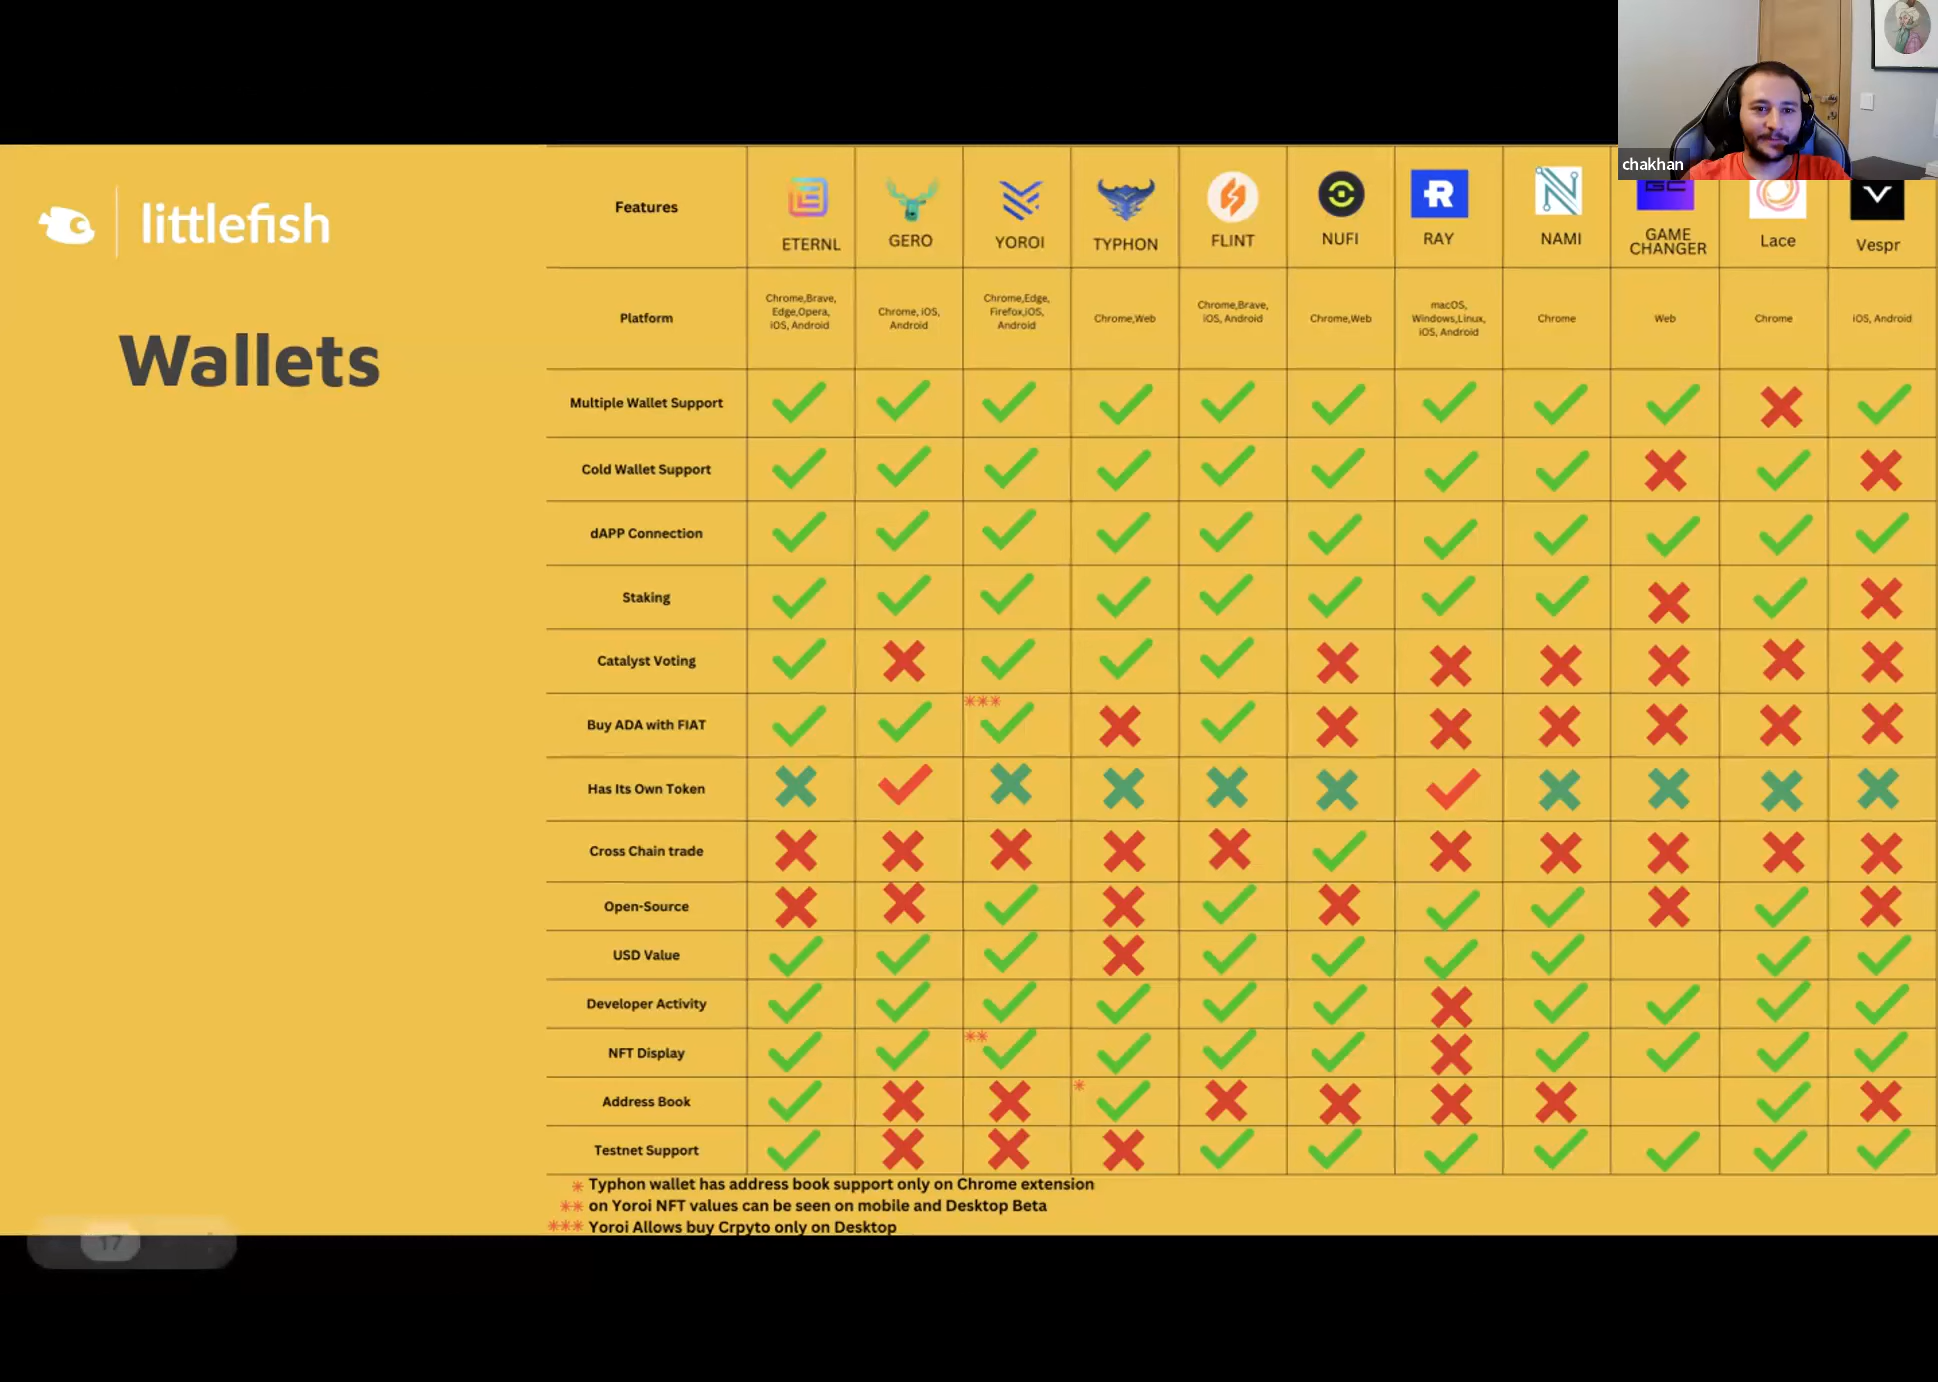 chakhan
littlefish
Wallets
Features
ETERNL
GERO
YOROI
TYPHON
FLINT
NUFI
RAY
NAMI
GC
GAME
CHANGER
Lace
Vespr
Platform
Chrome,Brave,
Edge,Opera,
iOS, Android
Chrome, iOS,
Android
Chrome,Edge,
Firefox,iOS,
Android
Chrome,Web
Chrome,Brave,
iOS, Android
Chrome,Web
macOS,
Windows,Linux,
iOS, Android
Chrome
Web
Chrome
iOS, Android
Multiple Wallet Support
Cold Wallet Support
dAPP Connection
Staking
Catalyst Voting
Buy ADA with FIAT
***
Has Its Own Token
Cross Chain trade
Open-Source
USD Value
Developer Activity
NFT Display
**
Address Book
*
Testnet Support
* Typhon wallet has address book support only on Chrome extension
** on Yoroi NFT values can be seen on mobile and Desktop Beta
*** Yoroi Allows buy Crpyto only on Desktop
17